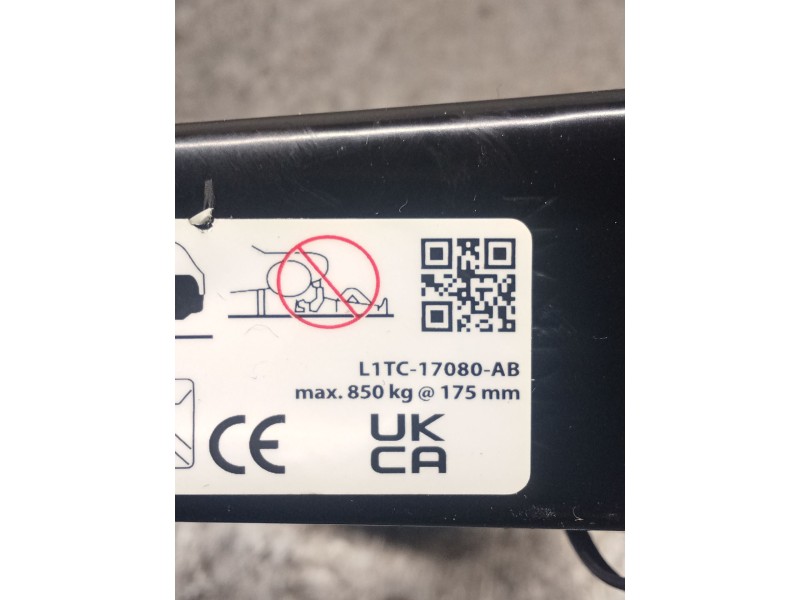 L1TC-17080-AB
max. 850 kg @ 175 mm
CE
UK
CA